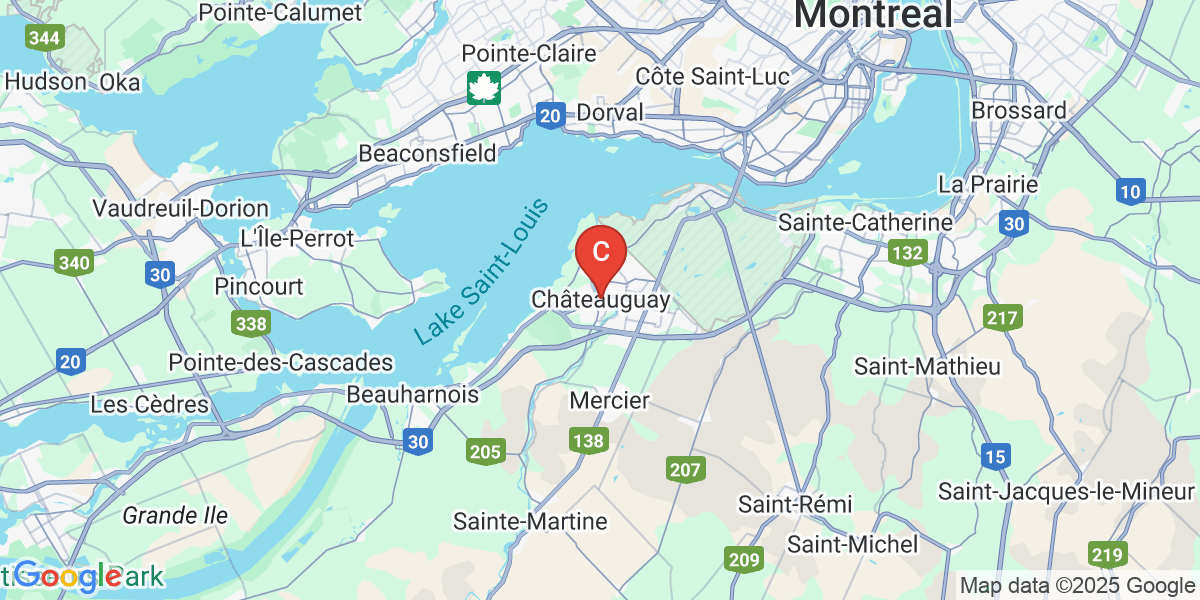 Pointe-Calumet
Montreal
344
Pointe-Claire
Hudson
Oka
Côte Saint-Luc
20
Dorval
Brossard
Beaconsfield
La Prairie
10
Vaudreuil-Dorion
Lake Saint-Louis
Sainte-Catherine
30
L'Île-Perrot
C
132
340
30
Pincourt
Châteauguay
338
217
20
Pointe-des-Cascades
Saint-Mathieu
Beauharnois
Les Cèdres
Mercier
30
138
205
15
207
Saint-Jacques-le-Mineur
Grande Ile
Sainte-Martine
Saint-Rémi
Saint-Michel
209
219
Google
Park
Map data ©2025 Google